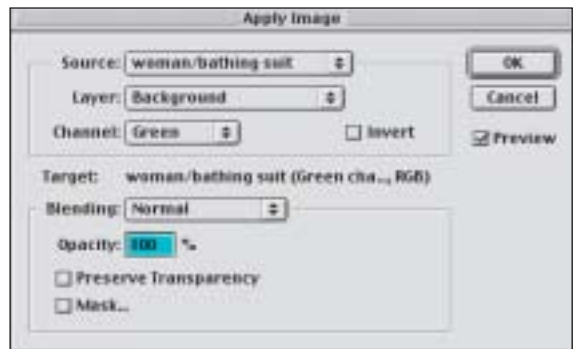 Apply Image
Source: woman/bathing suit
OK
Layer: Background
Cancel
Channel: Green
Invert
Preview
Target: woman/bathing suit (Green cha..., RGB)
Blending: Normal
Opacity: 100 %
Preserve Transparency
Mask...